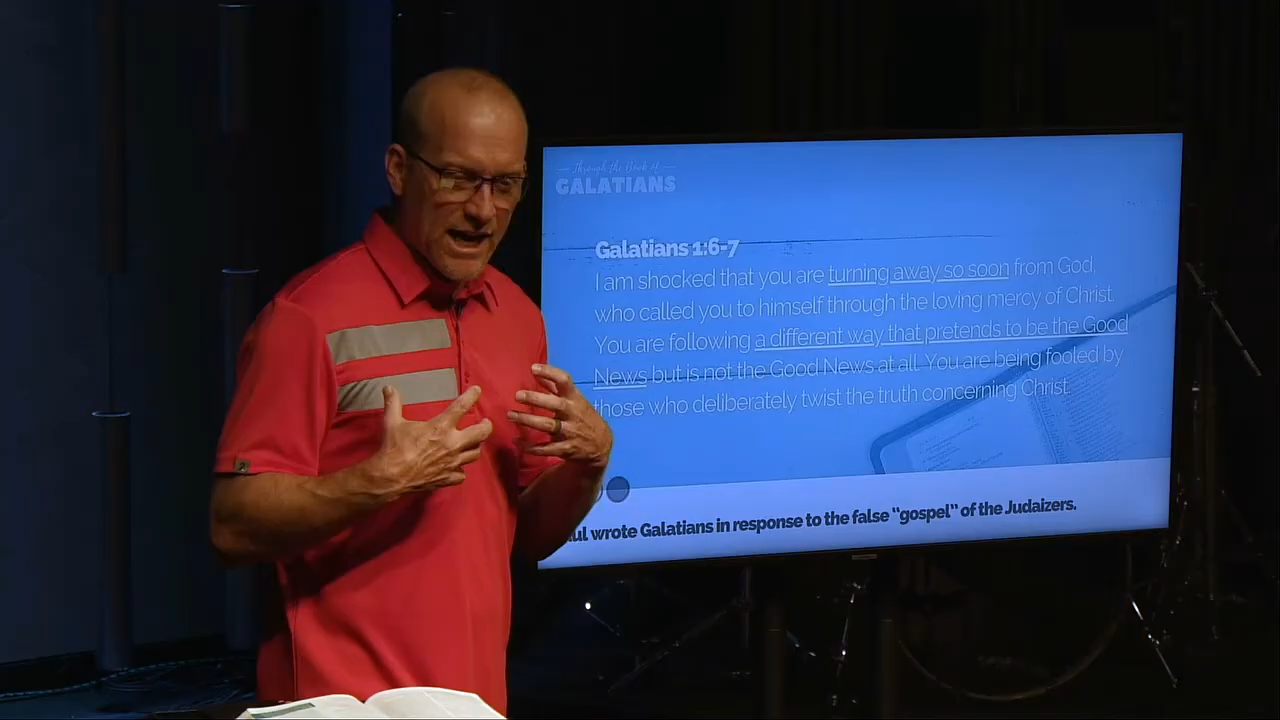 Through the Book of
GALATIANS
Galatians 1:6-7
I am shocked that you are turning away so soon from God,
who called you to himself through the loving mercy of Christ.
You are following a different way that pretends to be the Good
News but is not the Good News at all. You are being fooled by
those who deliberately twist the truth concerning Christ.
wrote Galatians in response to the false "gospel" of the Judaizers.